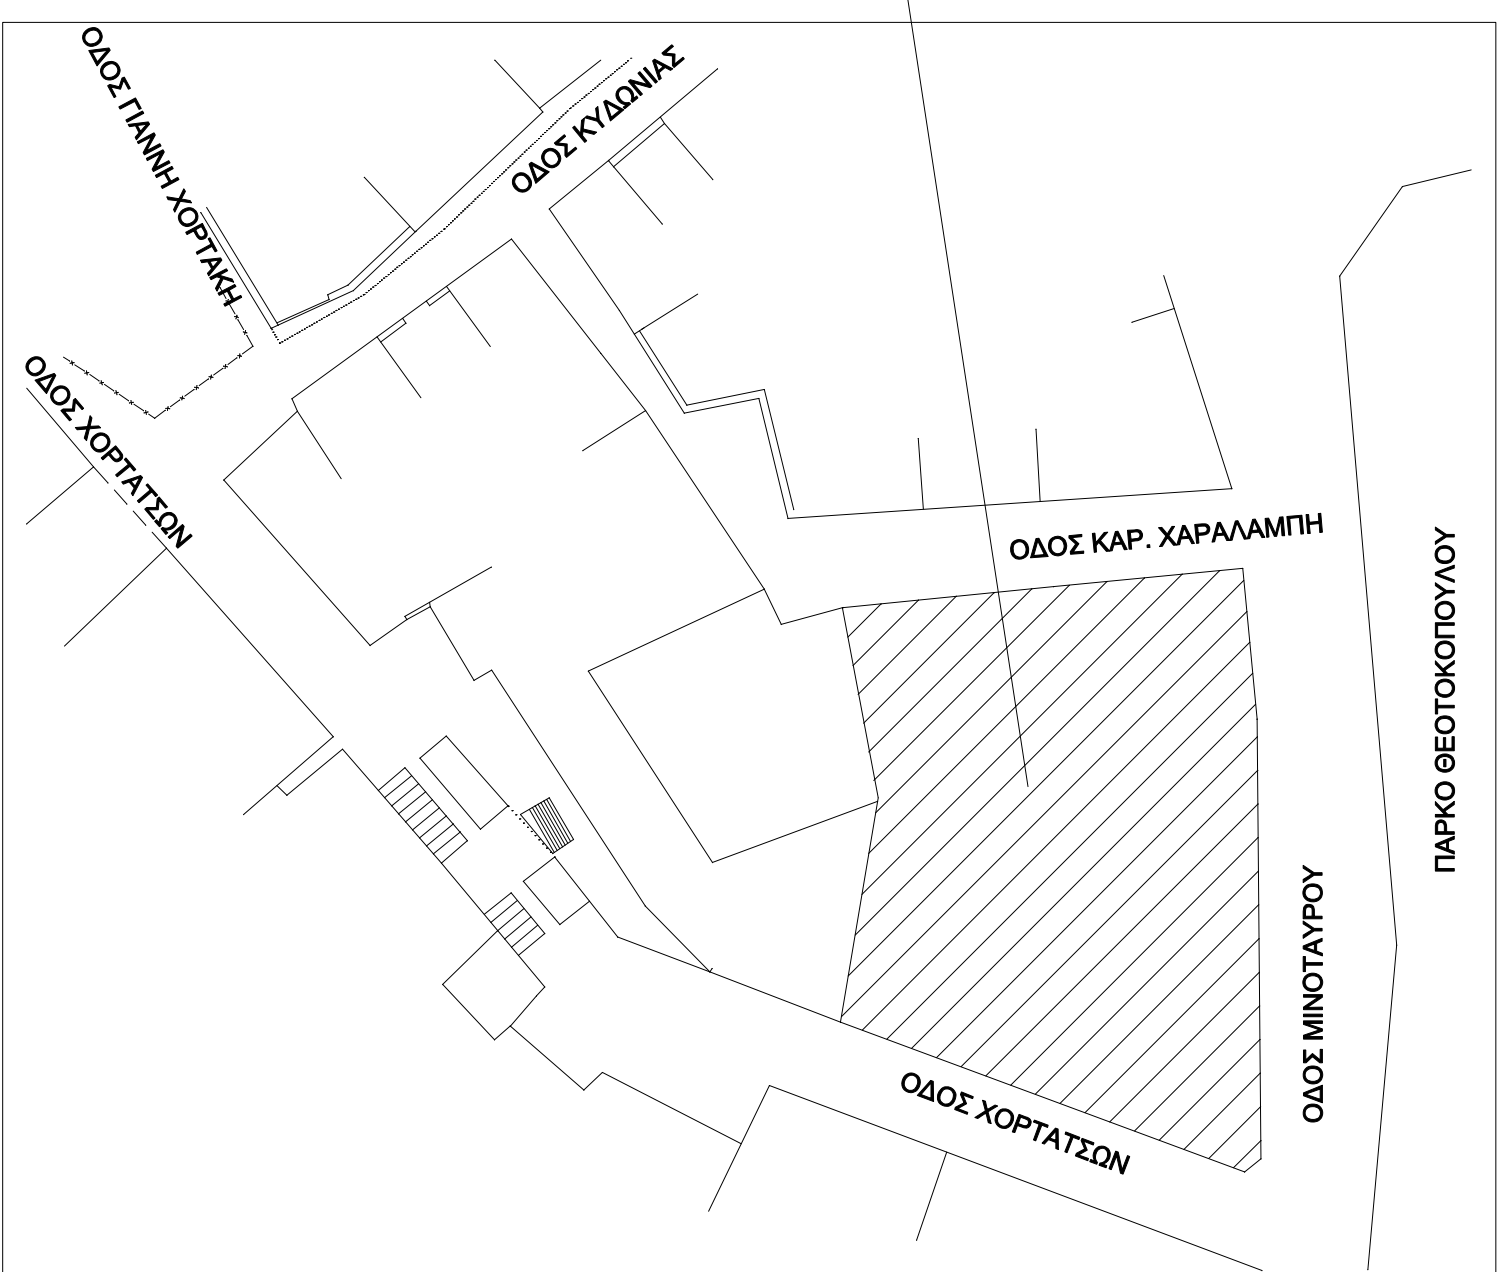 ΟΔΟΣ ΓΙΑΝΝΗ ΧΟΡΤΑΚΗ
ΟΔΟΣ ΚΥΔΩΝΙΑΣ
ΟΔΟΣ ΧΟΡΤΑΤΣΩΝ
ΟΔΟΣ ΚΑΡ. ΧΑΡΑΛΑΜΠΗ
ΠΑΡΚΟ ΘΕΟΤΟΚΟΠΟΥΛΟΥ
ΟΔΟΣ ΜΙΝΟΤΑΥΡΟΥ
ΟΔΟΣ ΧΟΡΤΑΤΣΩΝ